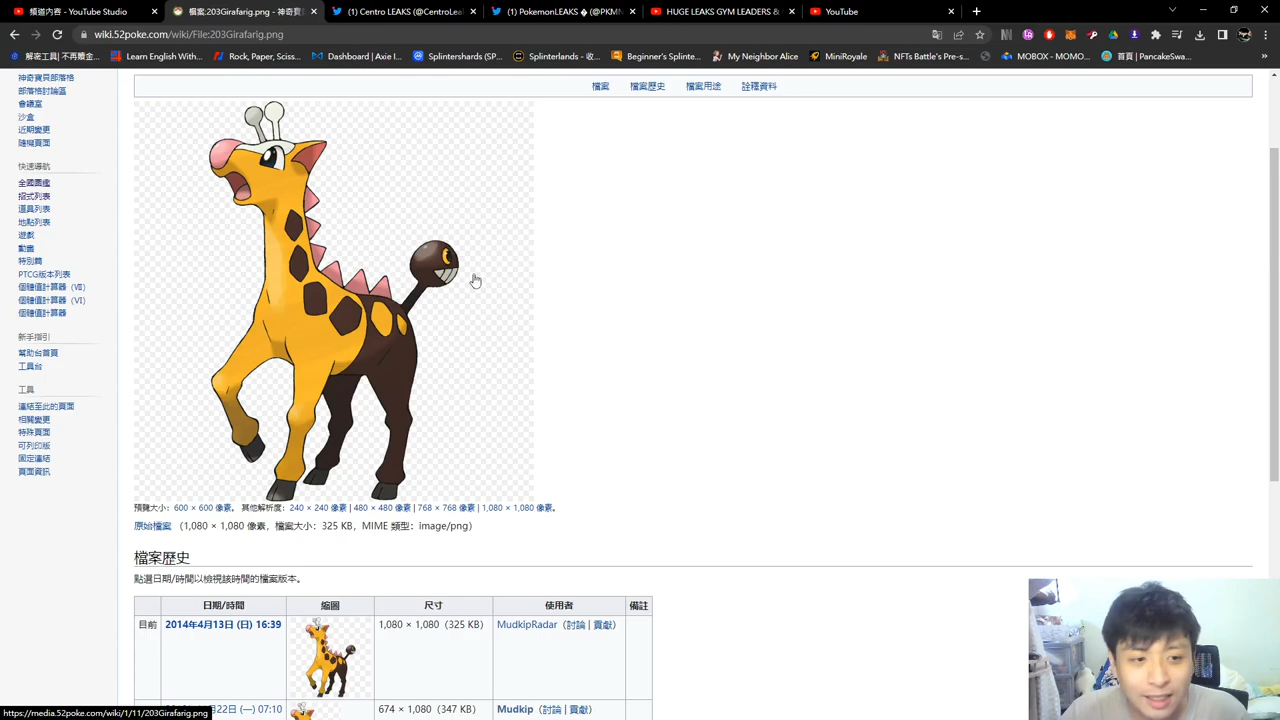 頻道內容 - YouTube Studio
檔案:203Girafarig.png - 神奇寶
(1) Centro LEAKS (@CentroLeak
(1) PokemonLEAKS � (@PKMN
HUGE LEAKS GYM LEADERS &
YouTube
wiki.52poke.com/wiki/File:203Girafarig.png
解密工具| 不再赎金...
Learn English With...
Rock, Paper, Sciss...
Dashboard | Axie I...
Splintershards (SP...
Splinterlands - 收...
Beginner's Splinte...
My Neighbor Alice
MiniRoyale
NFTs Battle's Pre-s...
MOBOX - MOMO...
首頁 | PancakeSwa...
神奇寶貝部落格
部落格討論區
會議室
沙盒
近期變更
隨機頁面
快速導航
全國圖鑑
招式列表
道具列表
地點列表
遊戲
動畫
特別篇
PTCG版本列表
個體值計算器（Ⅶ）
個體值計算器（Ⅵ）
個體值計算器
新手指引
幫助台首頁
工具台
工具
連結至此的頁面
相關變更
特殊頁面
可列印版
固定連結
頁面資訊
檔案 檔案歷史 檔案用途 詮釋資料
預覽大小：600 × 600 像素。 其他解析度：240 × 240 像素 | 480 × 480 像素 | 768 × 768 像素 | 1,080 × 1,080 像素。
原始檔案 （1,080 × 1,080 像素，檔案大小：325 KB，MIME 類型：image/png）
檔案歷史
點選日期/時間以檢視該時間的檔案版本。
日期/時間 縮圖 尺寸 使用者 備註
目前 2014年4月13日 (日) 16:39 1,080 × 1,080（325 KB） MudkipRadar（討論 | 貢獻）
22日 (一) 07:10 674 × 1,080（347 KB） Mudkip（討論 | 貢獻）
https://media.52poke.com/wiki/1/11/203Girafarig.png